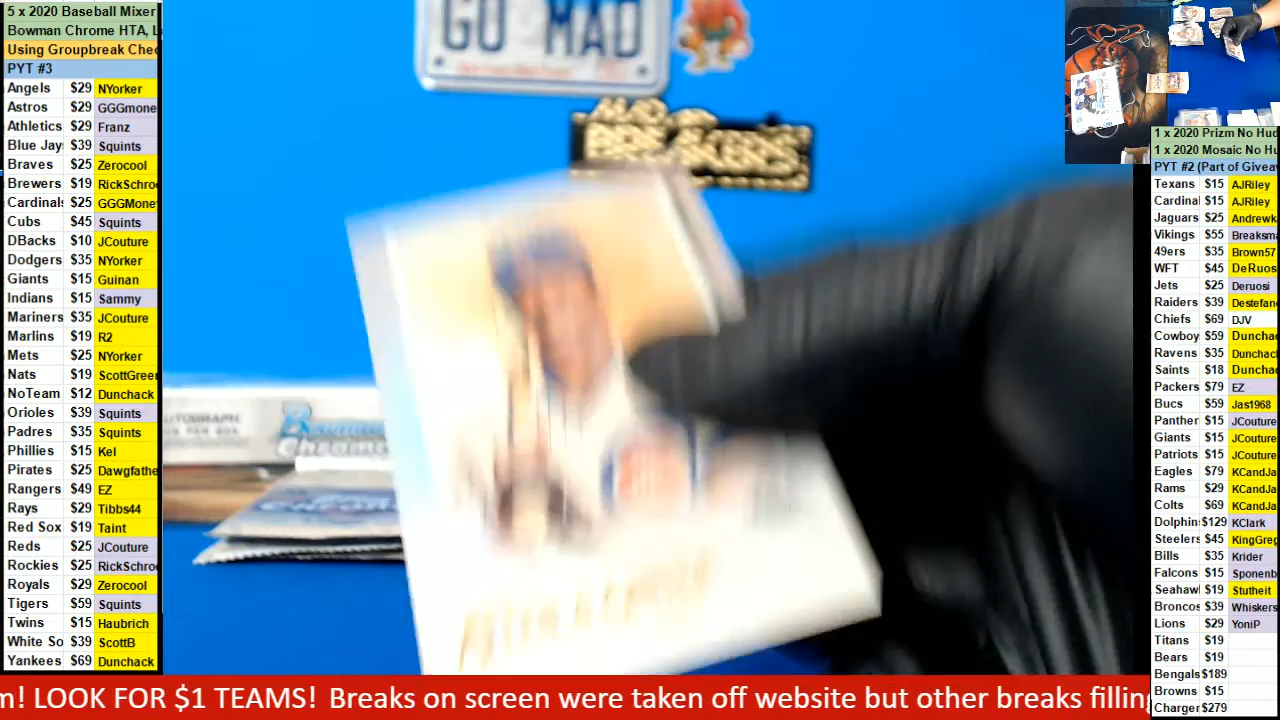 5 x 2020 Baseball Mixer
Bowman Chrome HTA, L
Using Groupbreak Chec
PYT #3
Angels $29 NYorker
Astros $29 GGGmone
Athletics $29 Franz
Blue Jay $39 Squints
Braves $25 Zerocool
Brewers $19 RickSchro
Cardinal $25 GGGMone
Cubs $45 Squints
DBacks $10 JCouture
Dodgers $35 NYorker
Giants $15 Guinan
Indians $15 Sammy
Mariners $35 JCouture
Marlins $19 R2
Mets $25 NYorker
Nats $19 ScottGreen
NoTeam $12 Dunchack
Orioles $39 Squints
Padres $35 Squints
Phillies $15 Kel
Pirates $25 Dawgfathe
Rangers $49 EZ
Rays $29 Tibbs44
Red Sox $19 Taint
Reds $25 JCouture
Rockies $25 RickSchro
Royals $29 Zerocool
Tigers $59 Squints
Twins $15 Haubrich
White So $39 ScottB
Yankees $69 Dunchack
GO MAD
BREAKERS
AUTOGRAPH
Bowman
Chrome
1 x 2020 Prizm No Hud
1 x 2020 Mosaic No Hu
PYT #2 (Part of Giveaw
Texans $15 AJRiley
Cardinal $15 AJRiley
Jaguars $25 Andrewk
Vikings $55 Breaksma
49ers $35 Brown57
WFT $45 DeRuos
Jets $25 Deruosi
Raiders $39 Destefan
Chiefs $69 DJV
Cowboy $59 Dunchac
Ravens $35 Dunchac
Saints $18 Dunchac
Packers $79 EZ
Bucs $59 Jas1968
Panther $15 JCouture
Giants $15 JCouture
Patriots $15 JCouture
Eagles $79 KCandJa
Rams $29 KCandJa
Colts $69 KCandJa
Dolphin $129 KClark
Steelers $45 KingGreg
Bills $35 Krider
Falcons $15 Sponenb
Seahaw $19 Stutheit
Broncos $39 Whiskers
Lions $29 YoniP
Titans $19
Bears $19
Bengals $189
Browns $15
Charger $279
m! LOOK FOR $1 TEAMS! Breaks on screen were taken off website but other breaks filling